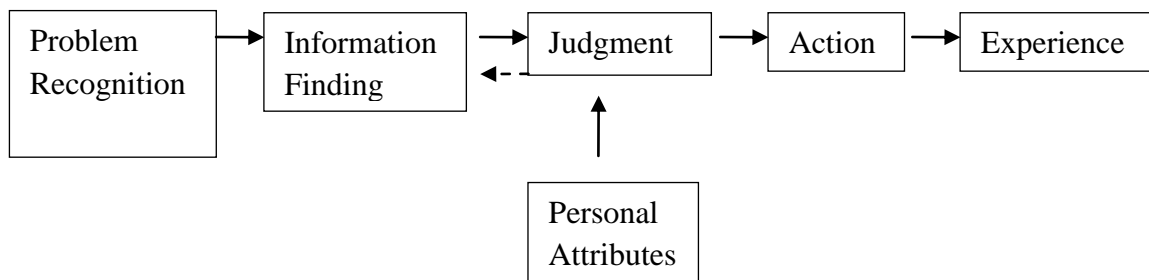 Problem
Recognition
Information
Finding
Judgment
Action
Experience
Personal
Attributes